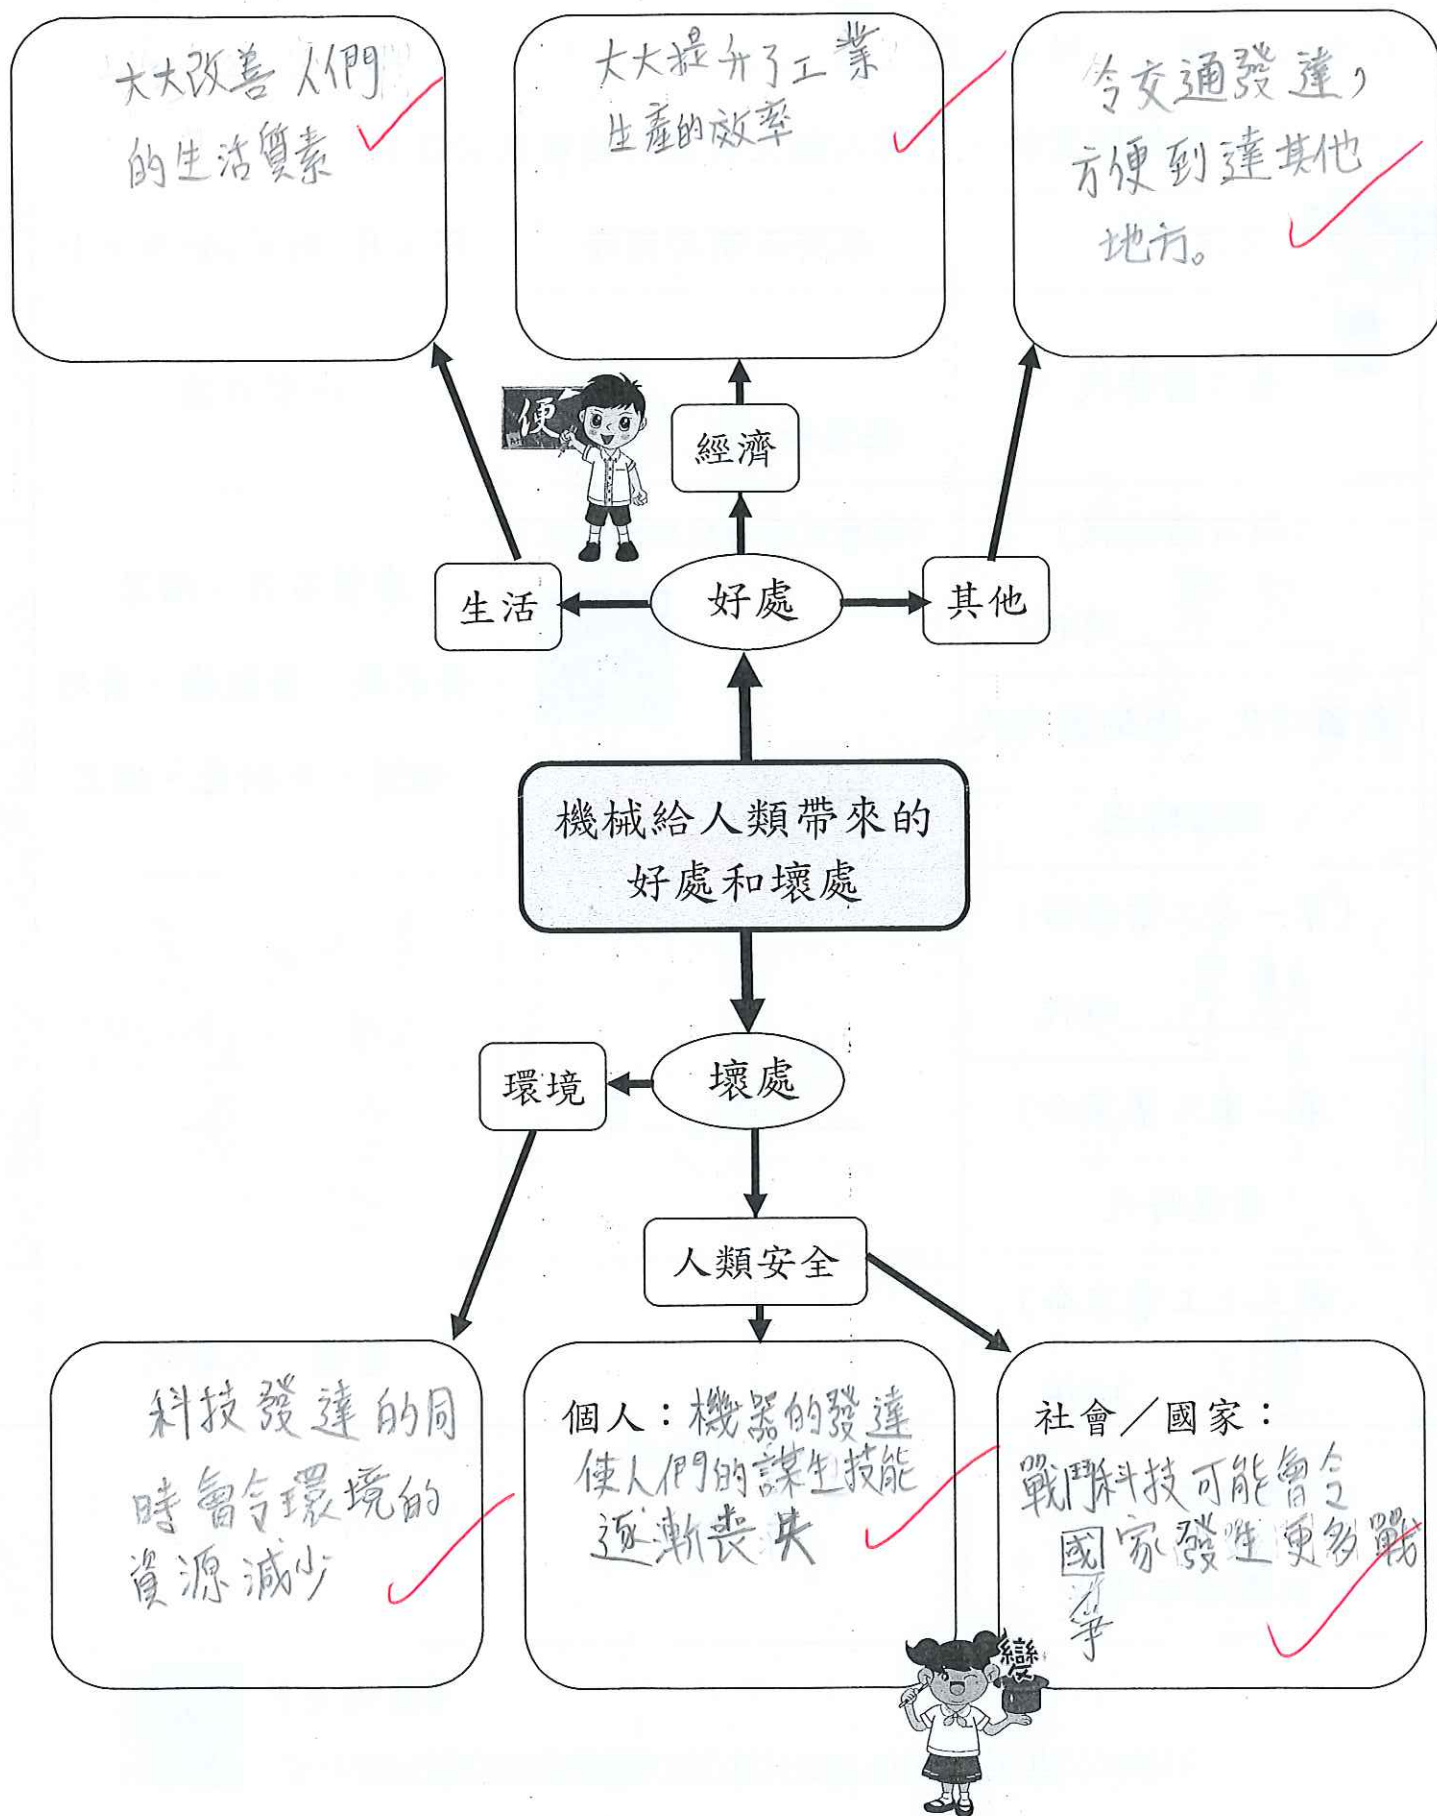 大大改善人們
的生活質素
大大提升了工業
生產的效率
令交通發達，
方便到達其他
地方。
便
經濟
生活
好處
其他
機械給人類帶來的
好處和壞處
環境
壞處
人類安全
科技發達的同
時會令環境的
資源減少
個人：機器的發達
使人們的謀生技能
逐漸喪失
社會／國家：
戰鬥科技可能會令
國家發生更多戰
爭
變